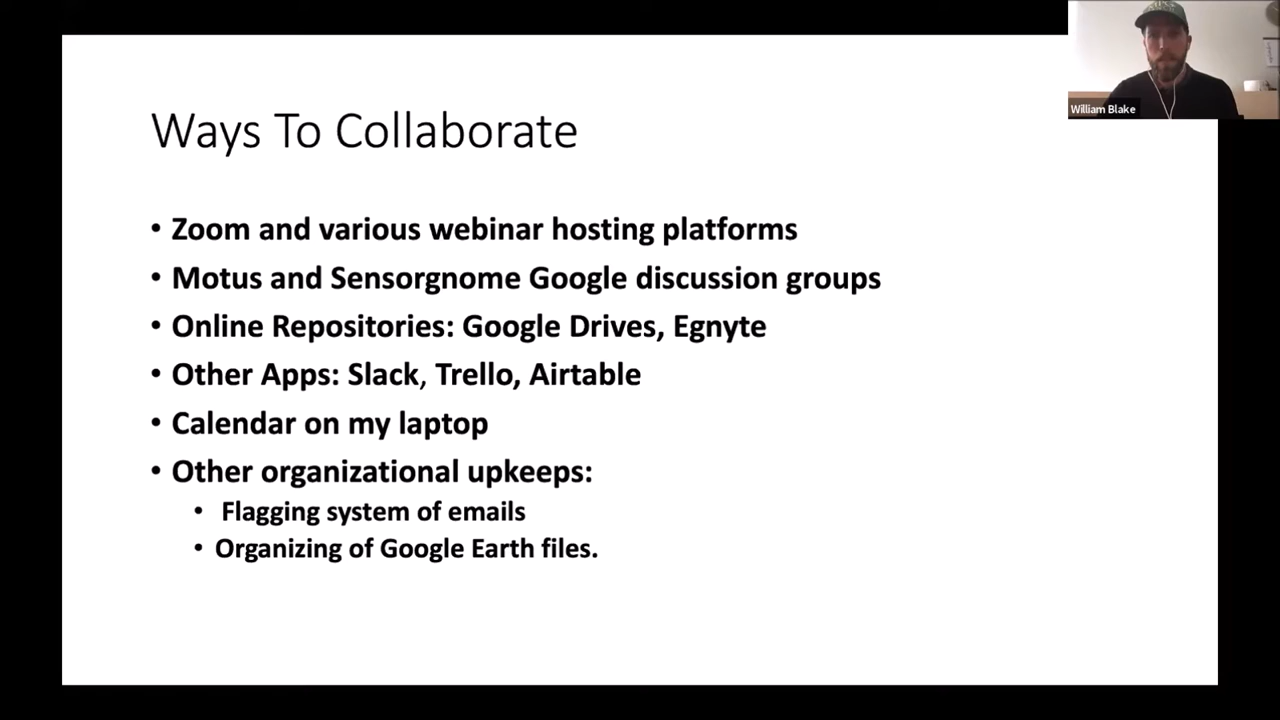 William Blake
Ways To Collaborate
• Zoom and various webinar hosting platforms
• Motus and Sensorgnome Google discussion groups
• Online Repositories: Google Drives, Egnyte
• Other Apps: Slack, Trello, Airtable
• Calendar on my laptop
• Other organizational upkeeps:
• Flagging system of emails
• Organizing of Google Earth files.